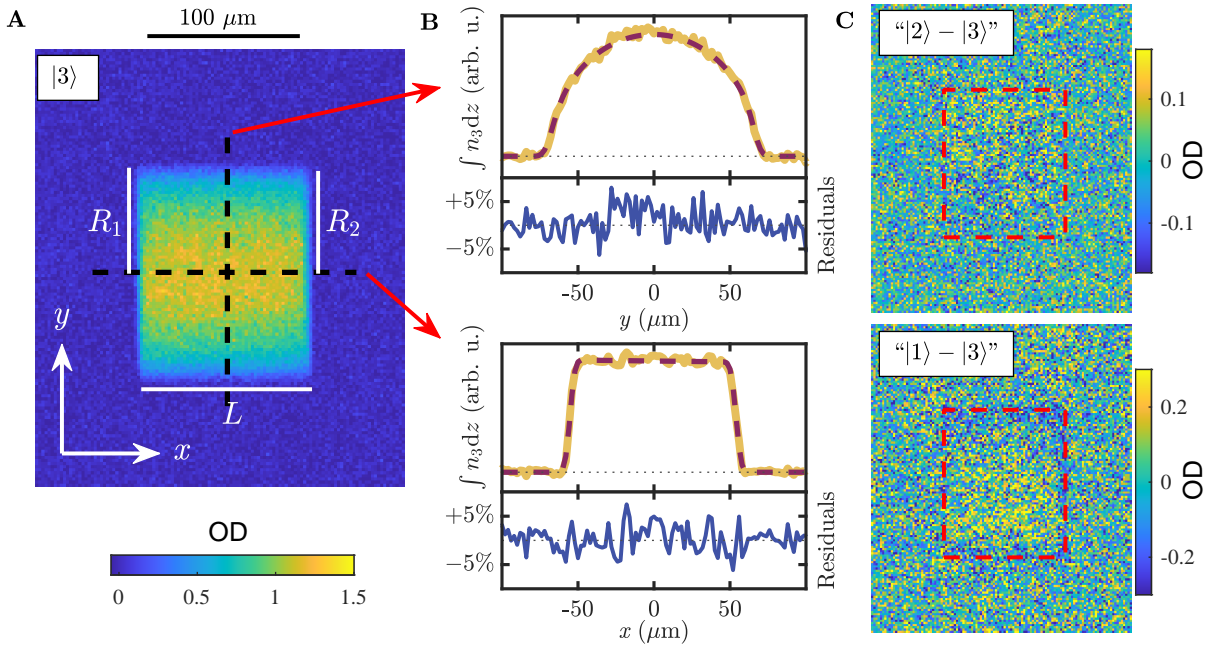 A
100 μm
|3⟩
R₁
R₂
L
y
x
OD
0
0.5
1
1.5
B
∫ n₃dz (arb. u.)
+5%
−5%
Residuals
-50
0
50
y (μm)
∫ n₃dz (arb. u.)
+5%
−5%
Residuals
-50
0
50
x (μm)
C
“|2⟩ − |3⟩”
0.1
0
-0.1
OD
“|1⟩ − |3⟩”
0.2
0
-0.2
OD